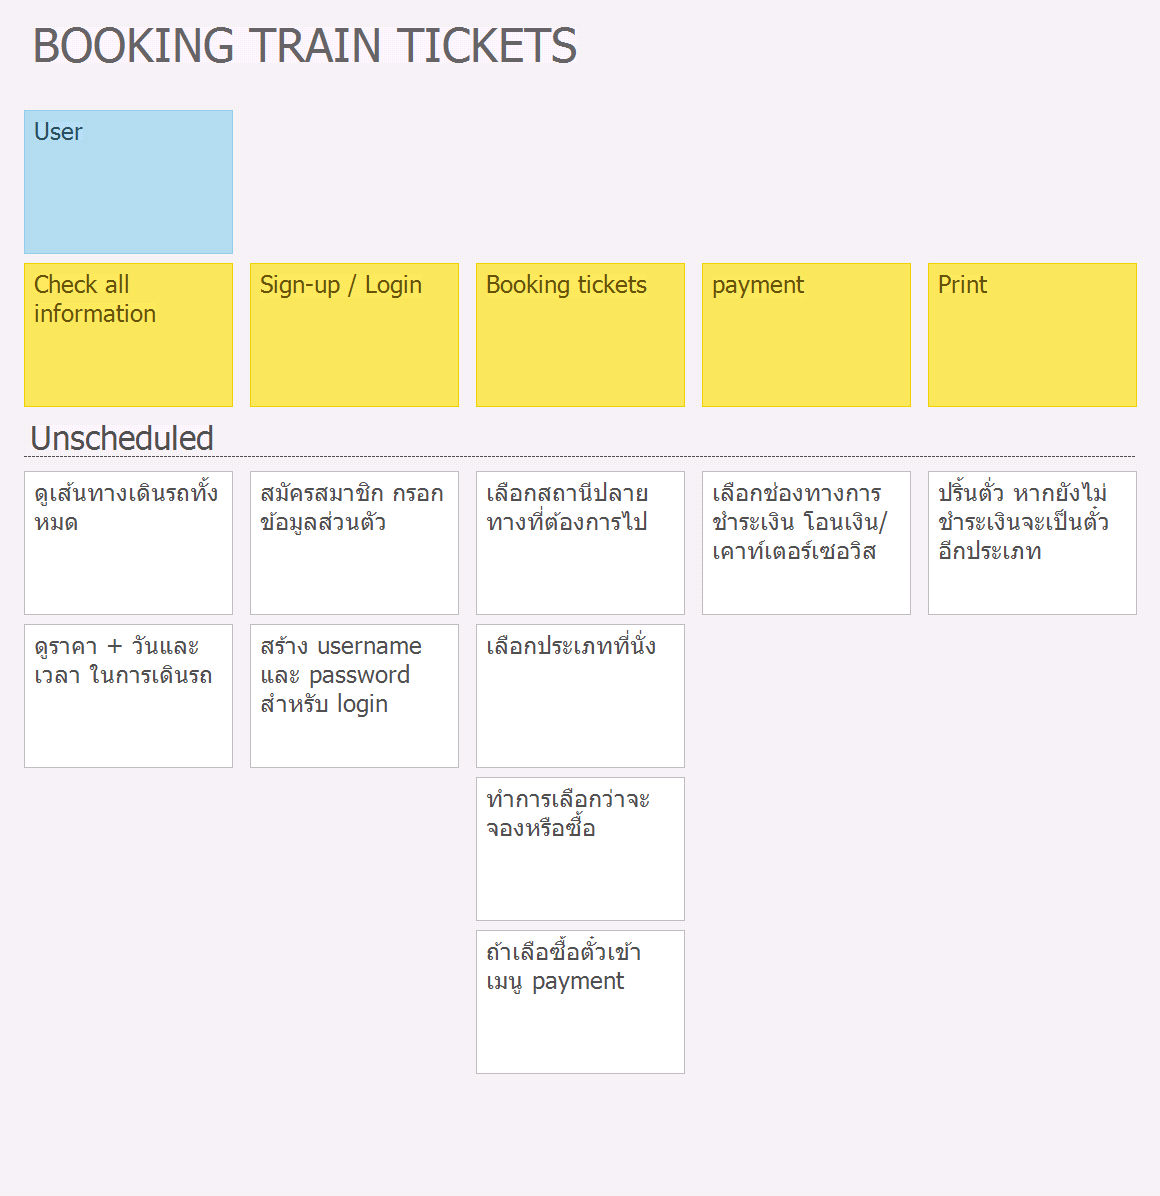 BOOKING TRAIN TICKETS
User
Check all
information
Sign-up / Login
Booking tickets
payment
Print
Unscheduled
ดูเส้นทางเดินรถทั้ง
หมด
สมัครสมาชิก กรอก
ข้อมูลส่วนตัว
เลือกสถานีปลาย
ทางที่ต้องการไป
เลือกช่องทางการ
ชำระเงิน โอนเงิน/
เคาท์เตอร์เซ่อวิส
ปริ้นตั่ว หากยังไม่
ชำระเงินจะเป็นตั๋ว
อีกประเภท
ดูราคา + วันและ
เวลา ในการเดินรถ
สร้าง username
และ password
สำหรับ login
เลือกประเภทที่นั่ง
ทำการเลือกว่าจะ
จองหรือซื้อ
ถ้าเลือซื้อตั๋วเข้า
เมนู payment